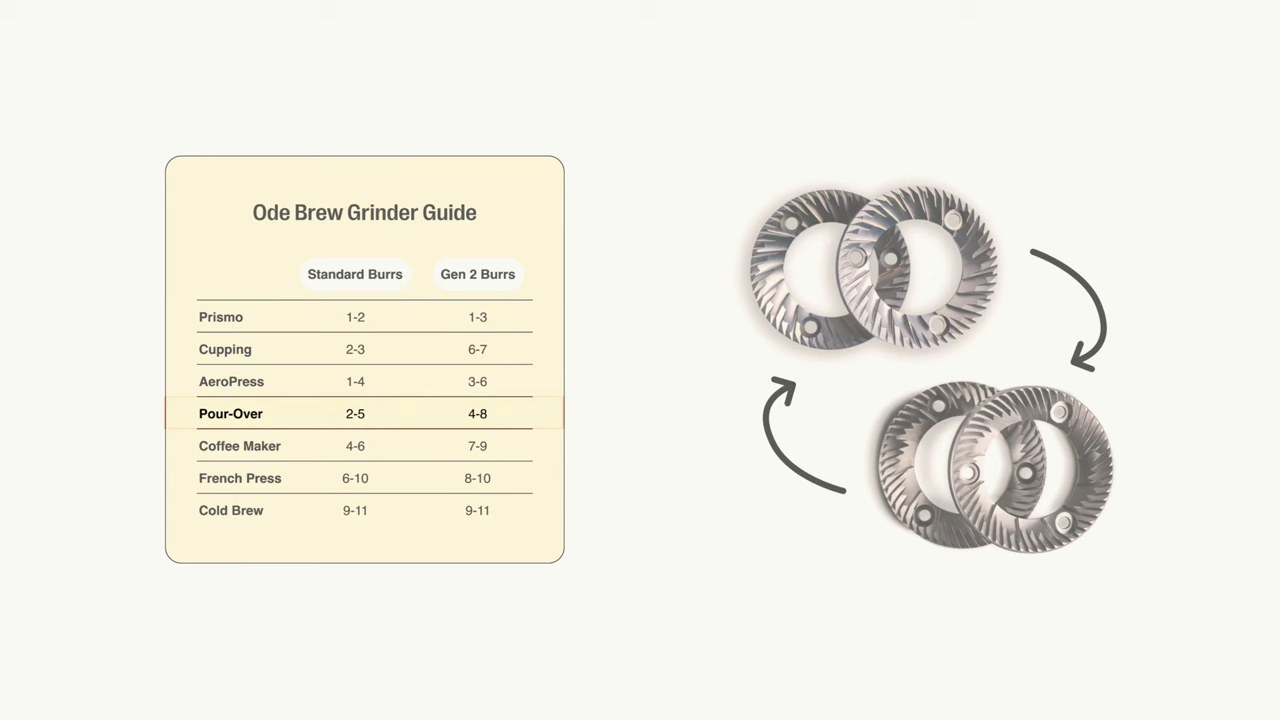 Ode Brew Grinder Guide
Standard Burrs Gen 2 Burrs
Prismo 1-2 1-3
Cupping 2-3 6-7
AeroPress 1-4 3-6
Pour-Over 2-5 4-8
Coffee Maker 4-6 7-9
French Press 6-10 8-10
Cold Brew 9-11 9-11